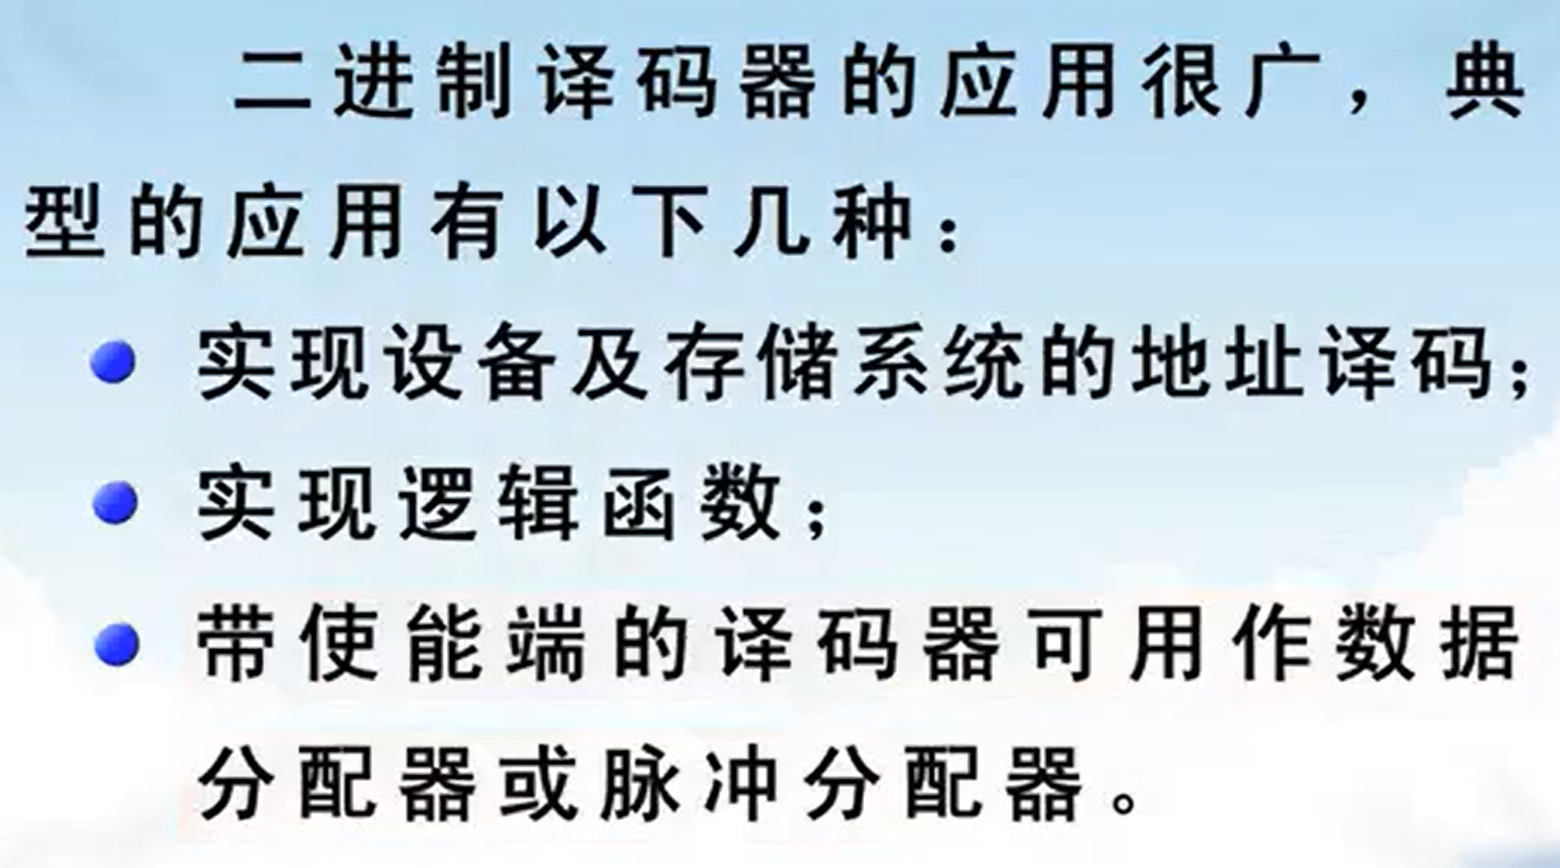 二进制译码器的应用很广，典
型的应用有以下几种：
实现设备及存储系统的地址译码；
实现逻辑函数；
带使能端的译码器可用作数据
分配器或脉冲分配器。